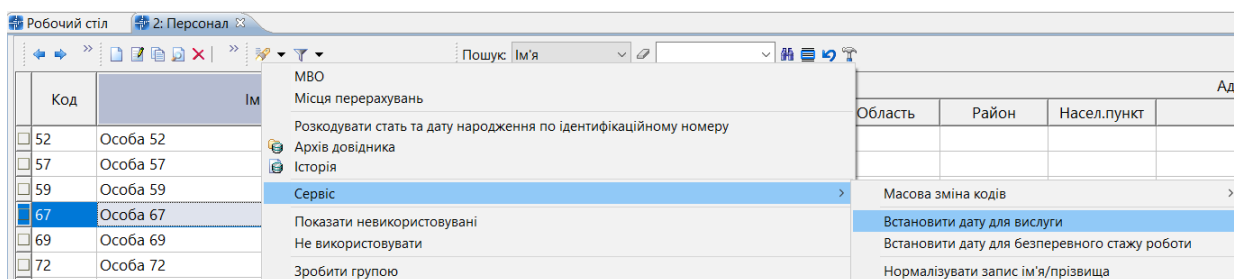 Робочий стіл 2: Персонал
Пошук: Ім'я
МВО
Місця перерахувань
Розкодувати стать та дату народження по ідентифікаційному номеру
Архів довідника
Історія
Сервіс
Показати невикористовувані
Не використовувати
Зробити групою
Масова зміна кодів
Встановити дату для вислуги
Встановити дату для безперевного стажу роботи
Нормалізувати запис ім'я/прізвища
Код Ім Ад
Область Район Насел.пункт
52 Особа 52
57 Особа 57
59 Особа 59
67 Особа 67
69 Особа 69
72 Особа 72